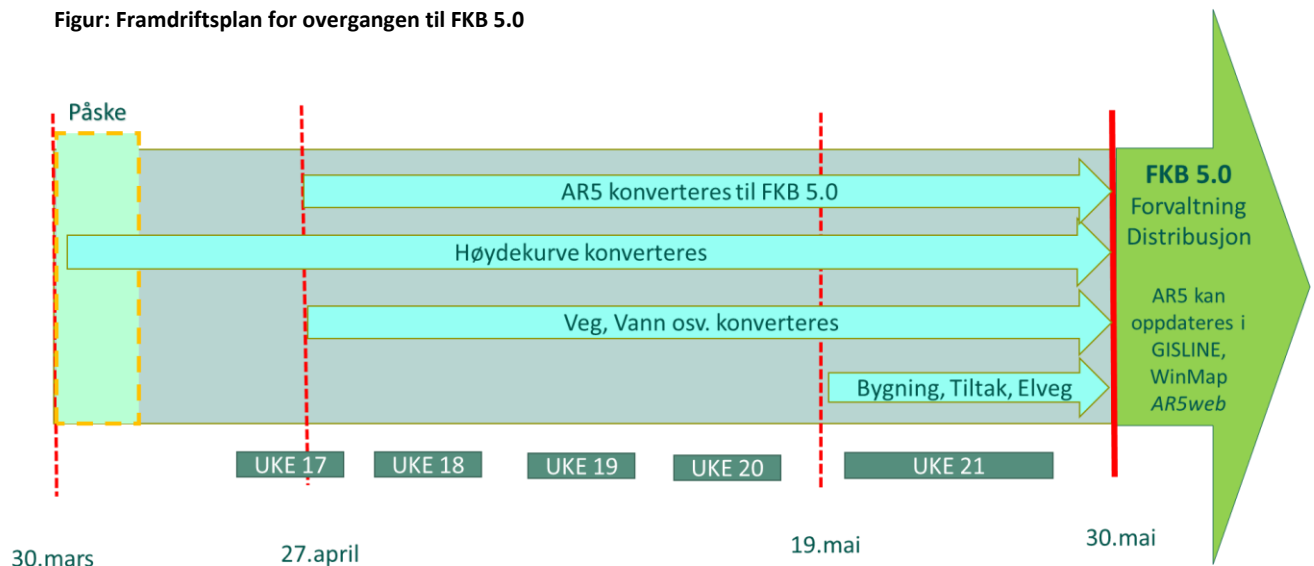 Figur: Framdriftsplan for overgangen til FKB 5.0
Påske
AR5 konverteres til FKB 5.0
Høydekurve konverteres
Veg, Vann osv. konverteres
Bygning, Tiltak, Elveg
FKB 5.0
Forvaltning
Distribusjon
AR5 kan
oppdateres i
GISLINE,
WinMap
AR5web
UKE 17
UKE 18
UKE 19
UKE 20
UKE 21
30.mars
27.april
19.mai
30.mai